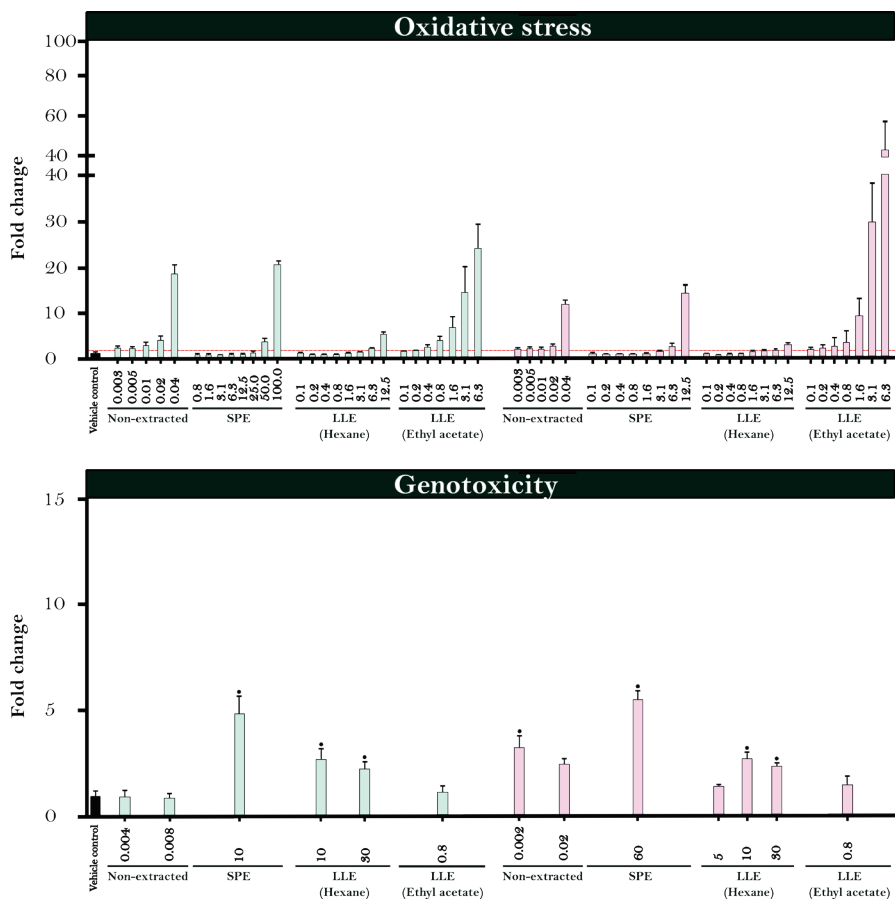 Oxidative stress
Fold change
100
80
60
40
40
30
20
10
0
Vehicle control
0.003 0.005 0.01 0.02 0.04
0.8 1.6 3.1 6.3 12.5 25.0 50.0 100.0
0.1 0.2 0.4 0.8 1.6 3.1 6.3 12.5
0.1 0.2 0.4 0.8 1.6 3.1 6.3
0.003 0.005 0.01 0.02 0.04
0.1 0.2 0.4 0.8 1.6 3.1 6.3 12.5
0.1 0.2 0.4 0.8 1.6 3.1 6.3 12.5
0.1 0.2 0.4 0.8 1.6 3.1 6.3
Non-extracted SPE LLE LLE Non-extracted SPE LLE LLE
(Hexane) (Ethyl acetate) (Hexane) (Ethyl acetate)
Genotoxicity
Fold change
15
10
5
0
Vehicle control
0.004 0.008 10 10 30 0.8 0.002 0.02 60 5 10 30 0.8
Non-extracted SPE LLE LLE Non-extracted SPE LLE LLE
(Hexane) (Ethyl acetate) (Hexane) (Ethyl acetate)